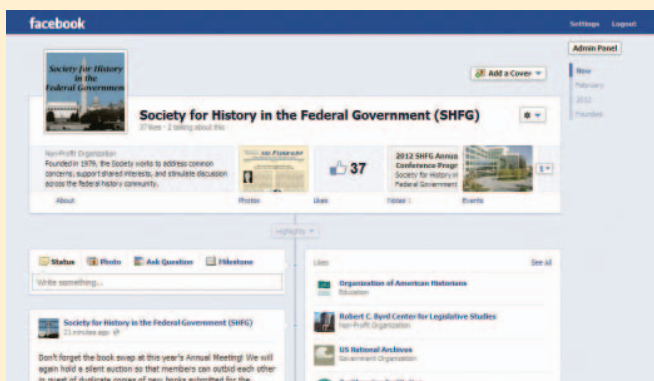 facebook
Settings Logout
Admin Panel
Society for History
in the
Federal Governmen
Add a Cover
Now
February
2012
Founded
Society for History in the Federal Government (SHFG)
37 likes · 2 talking about this
Non-Profit Organization
Founded in 1979, the Society works to address common
concerns, support shared interests, and stimulate discussion
across the federal history community.
37
2012 SHFG Annua
Conference Progr
Society for History in
Federal Government
1
About Photos Likes Notes 1 Events
Highlights
Status Photo Ask Question Milestone
Write something...
Society for History in the Federal Government (SHFG)
21 minutes ago
Don't forget the book swap at this year's Annual Meeting! We will
again hold a silent auction so that members can outbid each other
in quest of duplicate copies of new books submitted for the
Likes See All
Organization of American Historians
Education
Robert C. Byrd Center for Legislative Studies
Non-Profit Organization
US National Archives
Government Organization